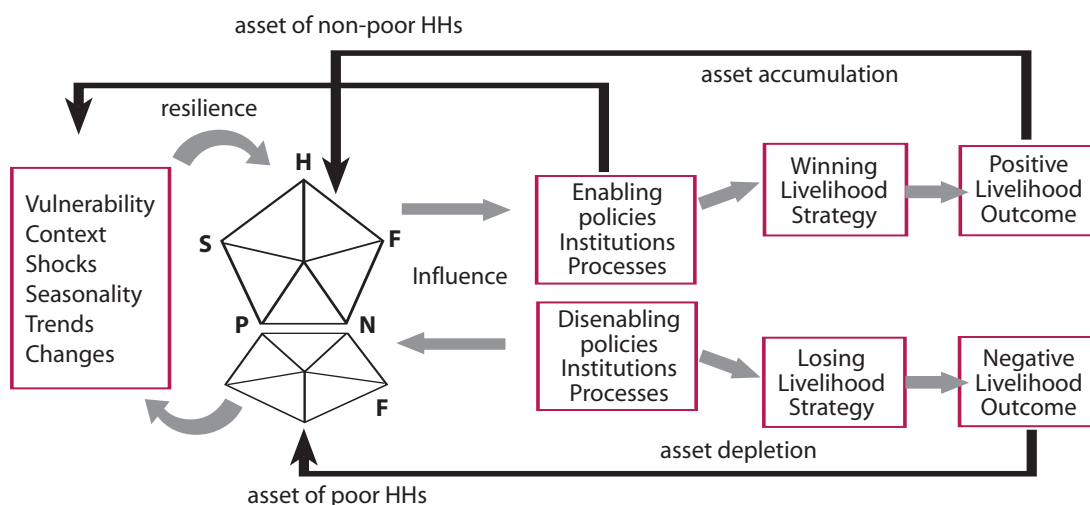 asset of non-poor HHs
asset accumulation
resilience
Vulnerability
Context
Shocks
Seasonality
Trends
Changes
H
S
F
P
N
F
Influence
Enabling
policies
Institutions
Processes
Winning
Livelihood
Strategy
Positive
Livelihood
Outcome
Disenabling
policies
Institutions
Processes
Losing
Livelihood
Strategy
Negative
Livelihood
Outcome
asset depletion
asset of poor HHs